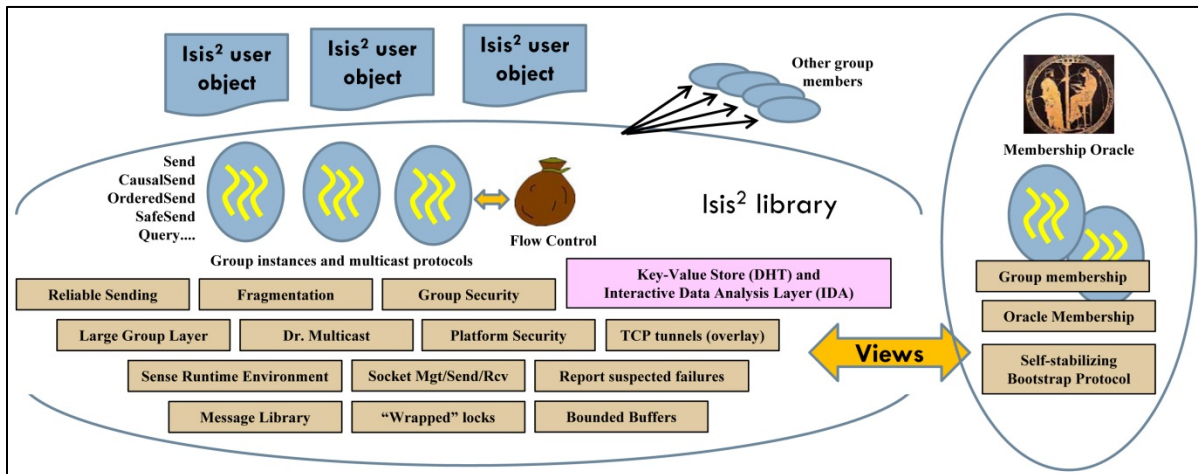 Isis² user
object
Isis² user
object
Isis² user
object
Other group
members
Send
CausalSend
OrderedSend
SafeSend
Query....
Flow Control
Isis² library
Group instances and multicast protocols
Reliable Sending
Fragmentation
Group Security
Key-Value Store (DHT) and
Interactive Data Analysis Layer (IDA)
Large Group Layer
Dr. Multicast
Platform Security
TCP tunnels (overlay)
Sense Runtime Environment
Socket Mgt/Send/Rcv
Report suspected failures
Message Library
“Wrapped” locks
Bounded Buffers
Views
Membership Oracle
Group membership
Oracle Membership
Self-stabilizing
Bootstrap Protocol